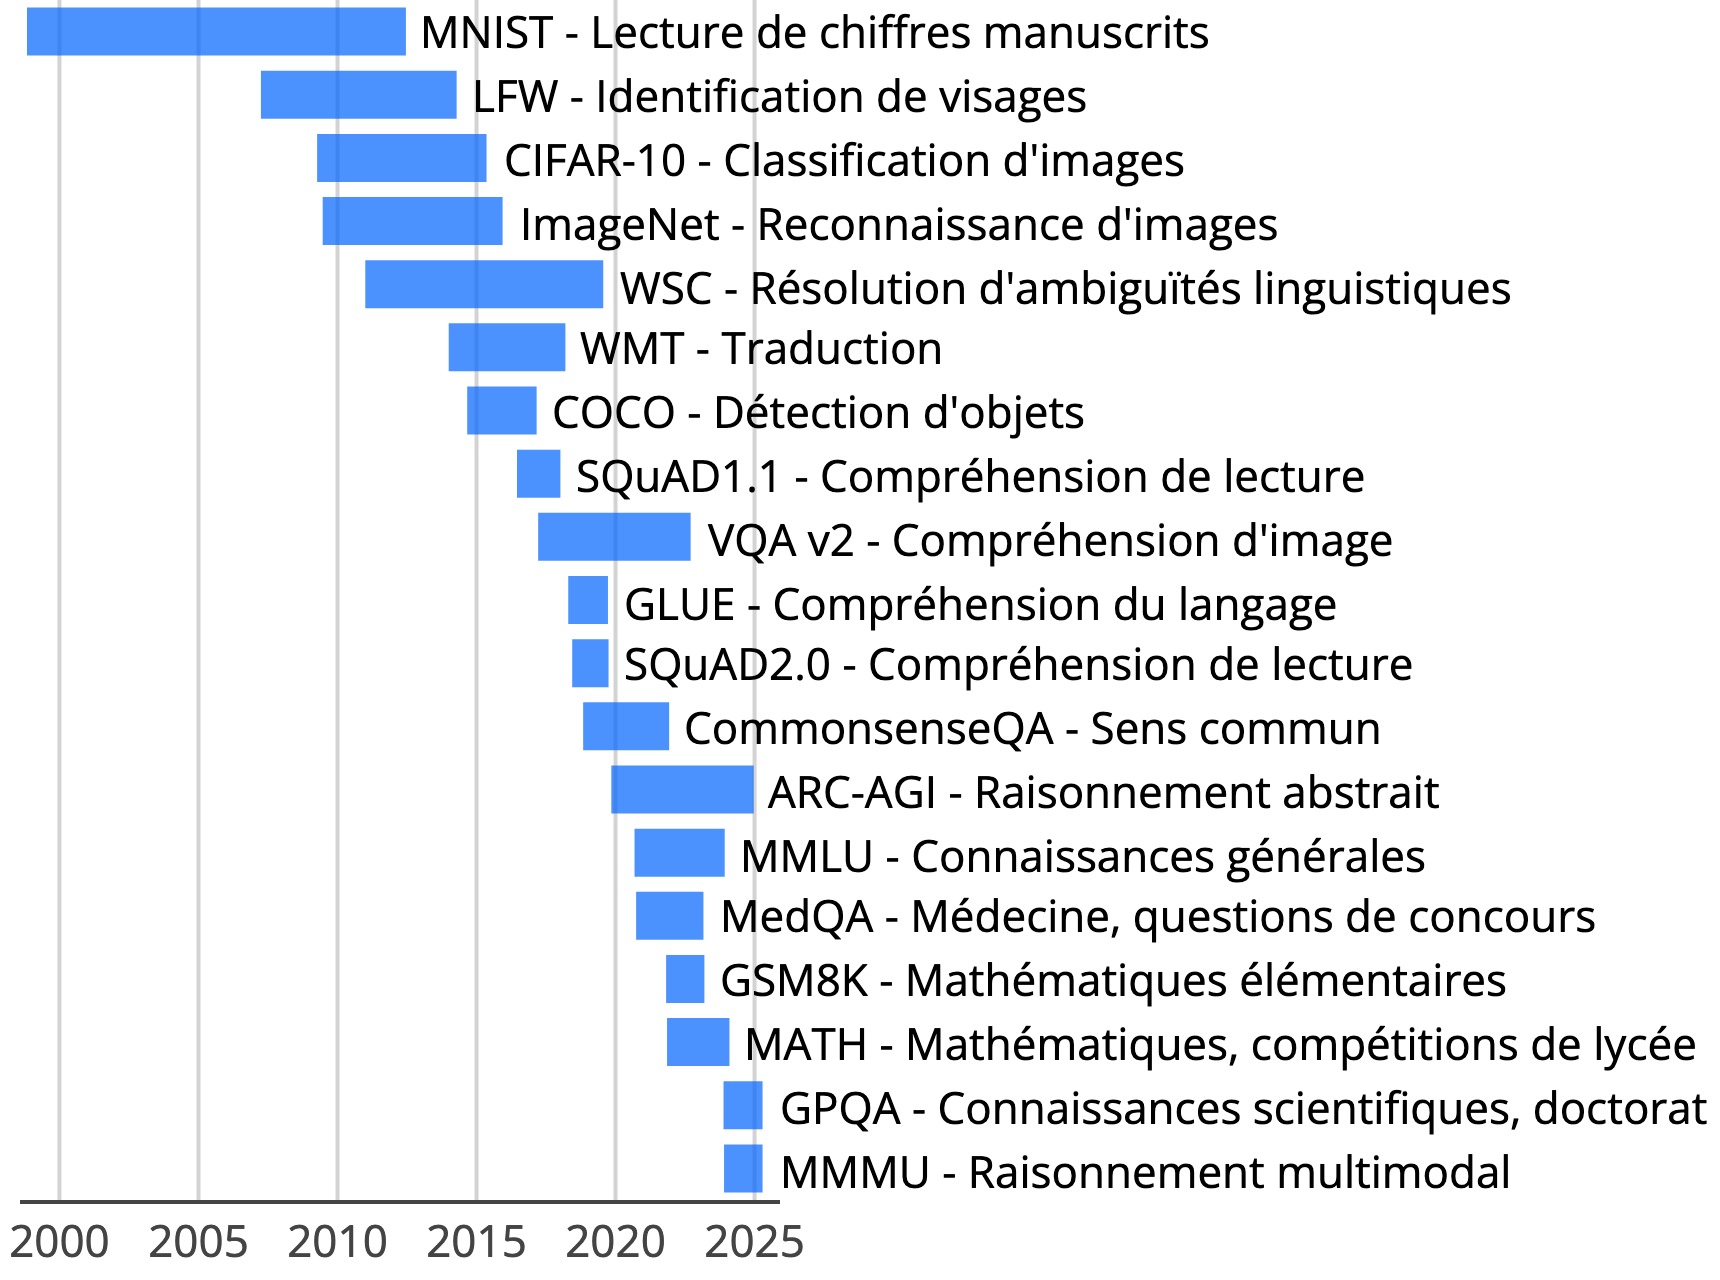 MNIST - Lecture de chiffres manuscrits
LFW - Identification de visages
CIFAR-10 - Classification d'images
ImageNet - Reconnaissance d'images
WSC - Résolution d'ambiguïtés linguistiques
WMT - Traduction
COCO - Détection d'objets
SQuAD1.1 - Compréhension de lecture
VQA v2 - Compréhension d'image
GLUE - Compréhension du langage
SQuAD2.0 - Compréhension de lecture
CommonsenseQA - Sens commun
ARC-AGI - Raisonnement abstrait
MMLU - Connaissances générales
MedQA - Médecine, questions de concours
GSM8K - Mathématiques élémentaires
MATH - Mathématiques, compétitions de lycée
GPQA - Connaissances scientifiques, doctorat
MMMU - Raisonnement multimodal
2000 2005 2010 2015 2020 2025